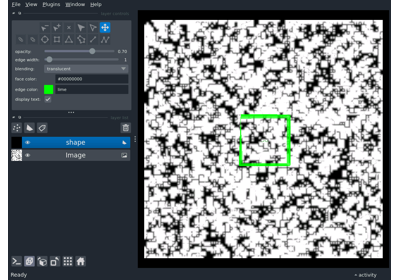 File View Plugins Window Help
opacity: 0.70
edge width: 1
blending: translucent
face color: #00000000
edge color: lime
display text:
shape
Image
activity